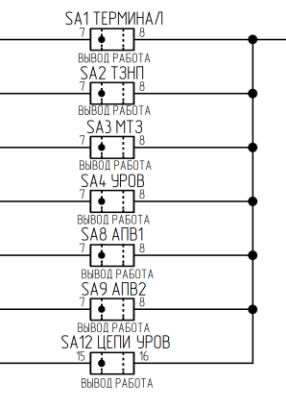 SA1 ТЕРМИНАЛ
7 8
ВЫВОД РАБОТА
SA2 ТЗНП
7 8
ВЫВОД РАБОТА
SA3 МТЗ
7 8
ВЫВОД РАБОТА
SA4 УРОВ
7 8
ВЫВОД РАБОТА
SA8 АПВ1
7 8
ВЫВОД РАБОТА
SA9 АПВ2
7 8
ВЫВОД РАБОТА
SA12 ЦЕПИ УРОВ
15 16
ВЫВОД РАБОТА